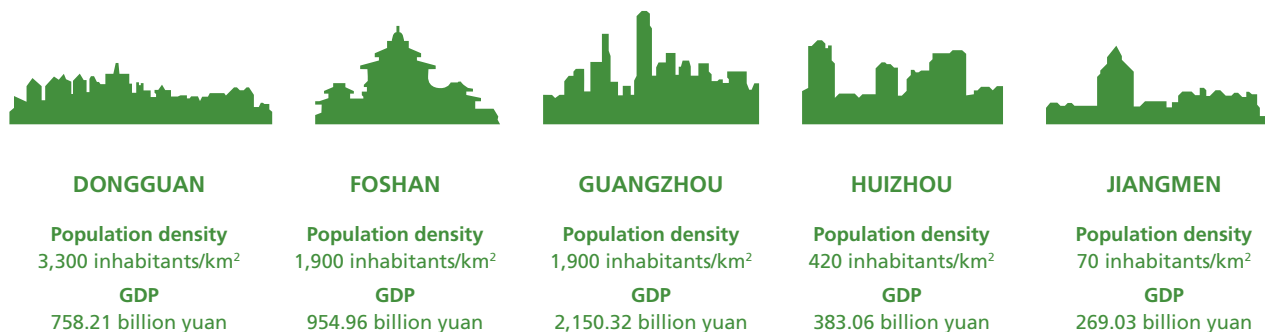 DONGGUAN
Population density
3,300 inhabitants/km²
GDP
758.21 billion yuan
FOSHAN
Population density
1,900 inhabitants/km²
GDP
954.96 billion yuan
GUANGZHOU
Population density
1,900 inhabitants/km²
GDP
2,150.32 billion yuan
HUIZHOU
Population density
420 inhabitants/km²
GDP
383.06 billion yuan
JIANGMEN
Population density
70 inhabitants/km²
GDP
269.03 billion yuan